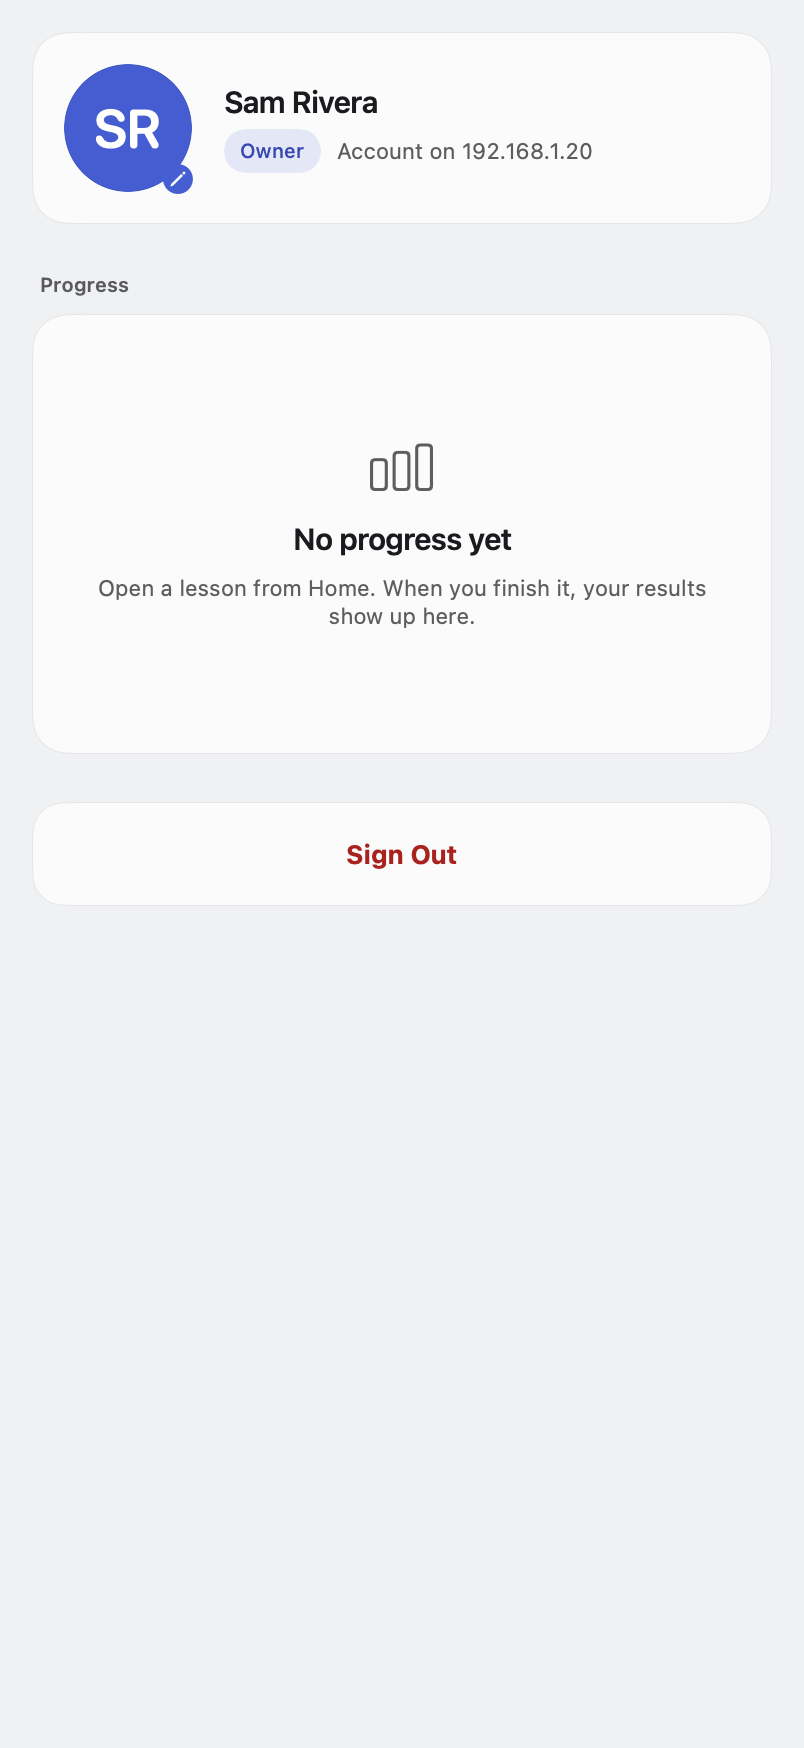 SR
Sam Rivera
Owner Account on 192.168.1.20
Progress
No progress yet
Open a lesson from Home. When you finish it, your results
show up here.
Sign Out